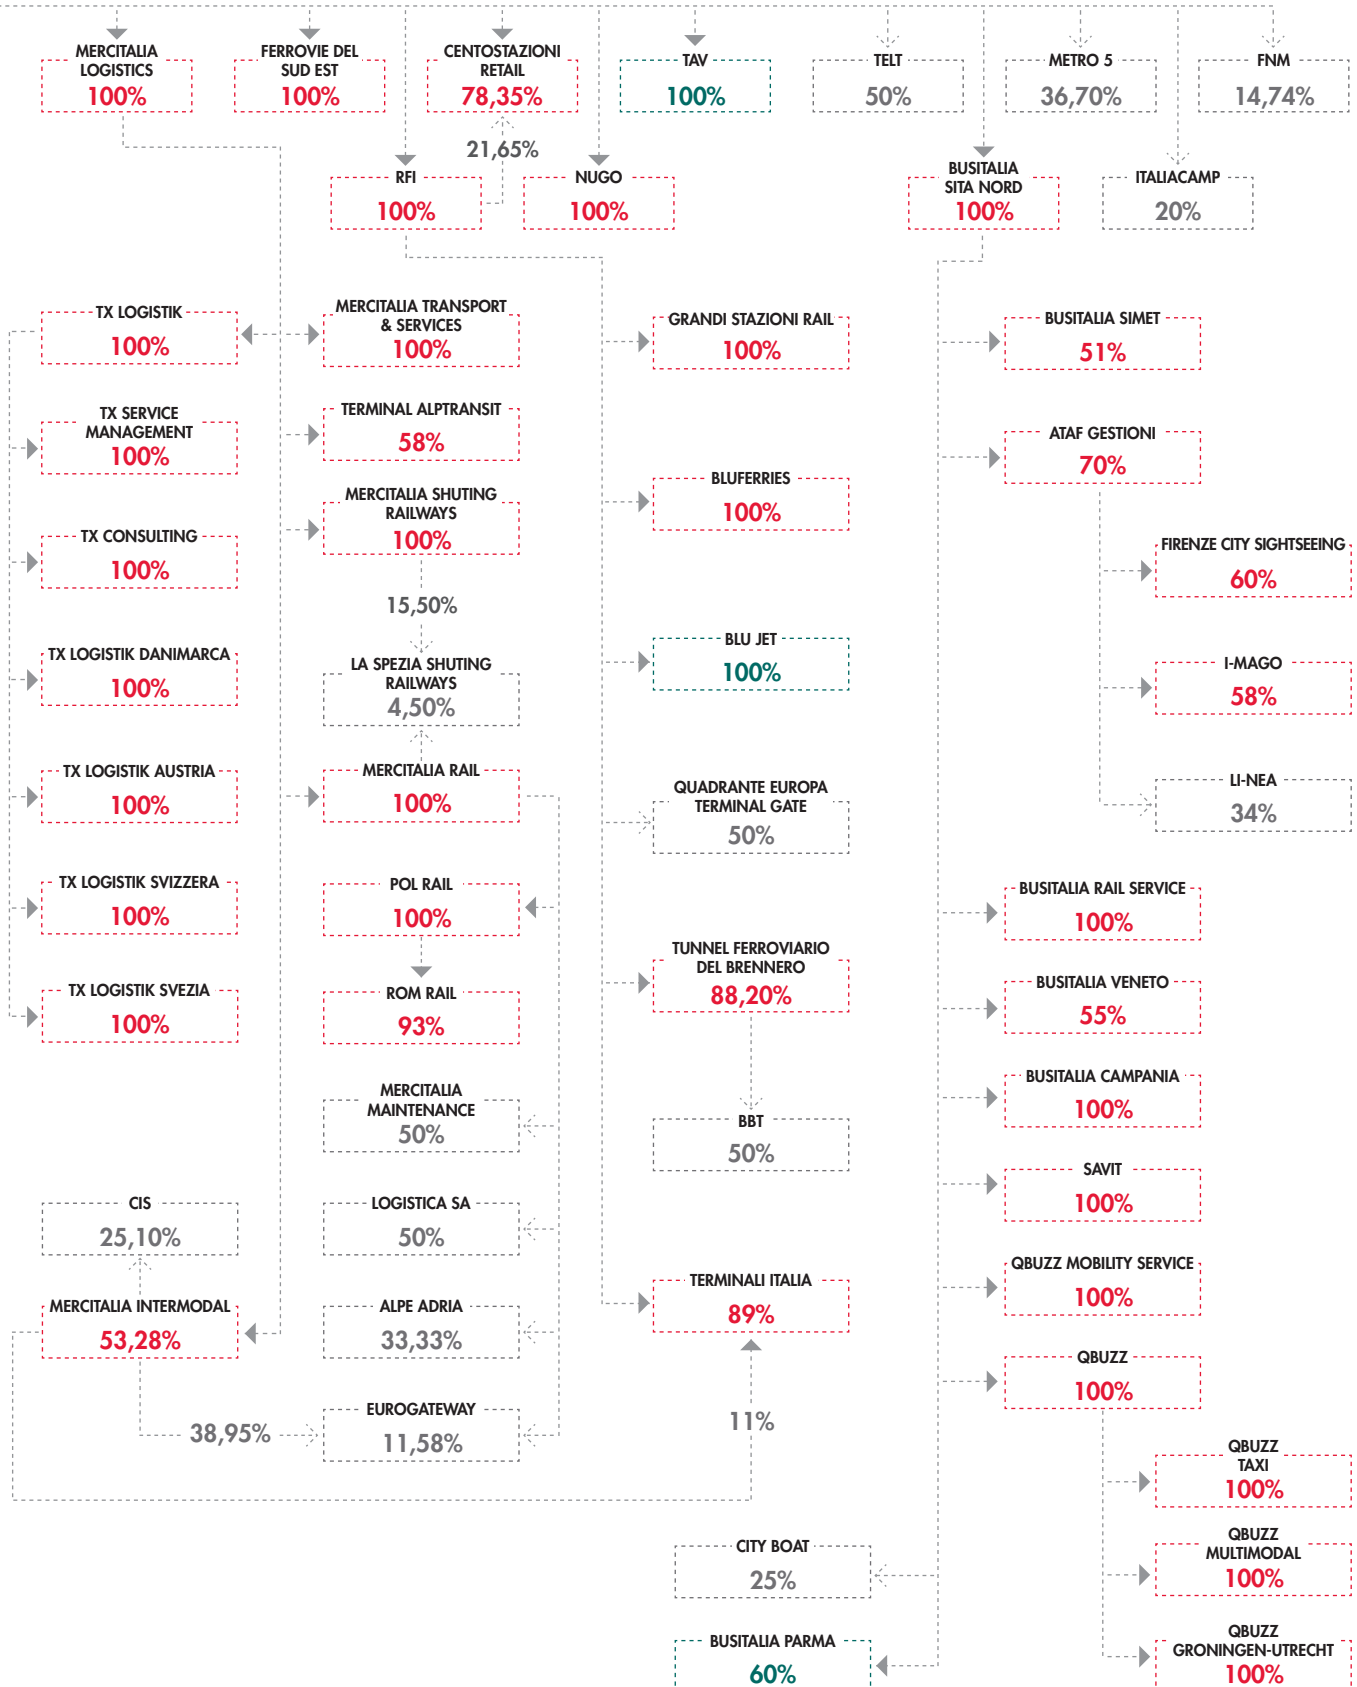 MERCITALIA
LOGISTICS
100%
FERROVIE DEL
SUD EST
100%
CENTOSTAZIONI
RETAIL
78,35%
TAV
100%
TELT
50%
METRO 5
36,70%
FNM
14,74%
21,65%
RFI
100%
NUGO
100%
BUSITALIA
SITA NORD
100%
ITALIACAMP
20%
TX LOGISTIK
100%
TX SERVICE
MANAGEMENT
100%
TX CONSULTING
100%
TX LOGISTIK DANIMARCA
100%
TX LOGISTIK AUSTRIA
100%
TX LOGISTIK SVIZZERA
100%
TX LOGISTIK SVEZIA
100%
CIS
25,10%
MERCITALIA INTERMODAL
53,28%
38,95%
MERCITALIA TRANSPORT
& SERVICES
100%
TERMINAL ALPTRANSIT
58%
MERCITALIA SHUTING
RAILWAYS
100%
15,50%
LA SPEZIA SHUTING
RAILWAYS
4,50%
MERCITALIA RAIL
100%
POL RAIL
100%
ROM RAIL
93%
MERCITALIA
MAINTENANCE
50%
LOGISTICA SA
50%
ALPE ADRIA
33,33%
EUROGATEWAY
11,58%
GRANDI STAZIONI RAIL
100%
BLUFERRIES
100%
BLU JET
100%
QUADRANTE EUROPA
TERMINAL GATE
50%
TUNNEL FERROVIARIO
DEL BRENNERO
88,20%
BBT
50%
TERMINALI ITALIA
89%
11%
CITY BOAT
25%
BUSITALIA PARMA
60%
BUSITALIA SIMET
51%
ATAF GESTIONI
70%
FIRENZE CITY SIGHTSEEING
60%
I-MAGO
58%
LI-NEA
34%
BUSITALIA RAIL SERVICE
100%
BUSITALIA VENETO
55%
BUSITALIA CAMPANIA
100%
SAVIT
100%
QBUZZ MOBILITY SERVICE
100%
QBUZZ
100%
QBUZZ
TAXI
100%
QBUZZ
MULTIMODAL
100%
QBUZZ
GRONINGEN-UTRECHT
100%